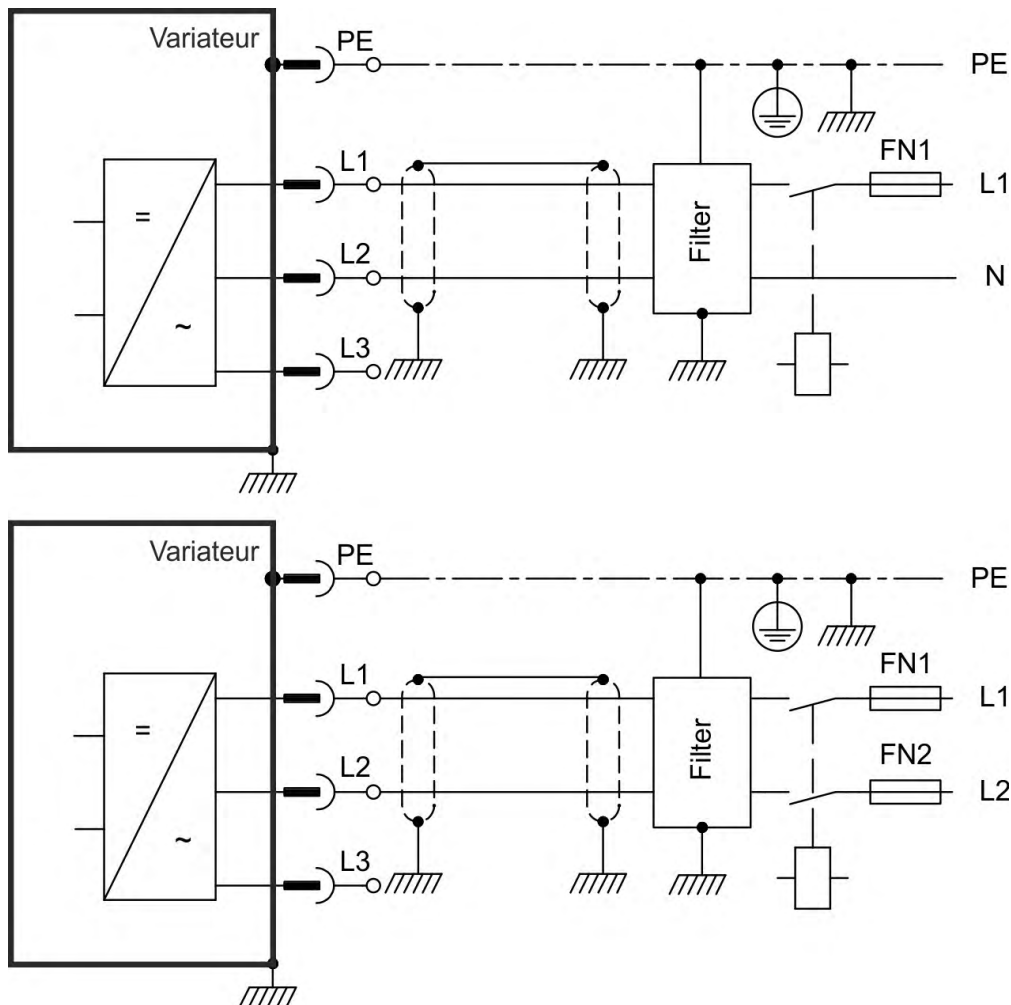 Variateur
PE
PE
L1
FN1
L1
=
L2
Filter
N
~
L3
Variateur
PE
PE
L1
FN1
L1
=
L2
Filter
FN2
L2
~
L3